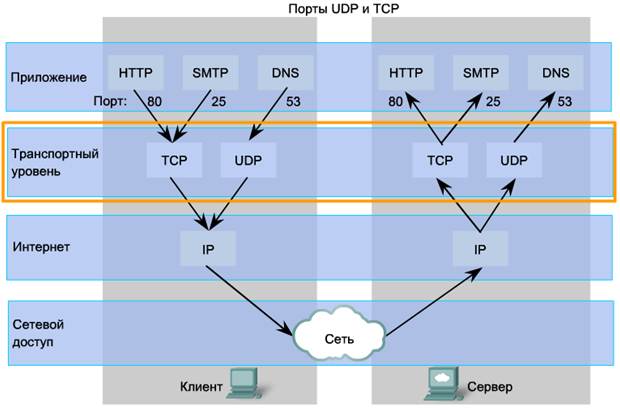 Порты UDP и TCP
Приложение
HTTP SMTP DNS HTTP SMTP DNS
Порт: 80 25 53 80 25 53
Транспортный
уровень
TCP UDP TCP UDP
Интернет
IP IP
Сетевой
доступ
Сеть
Клиент Сервер